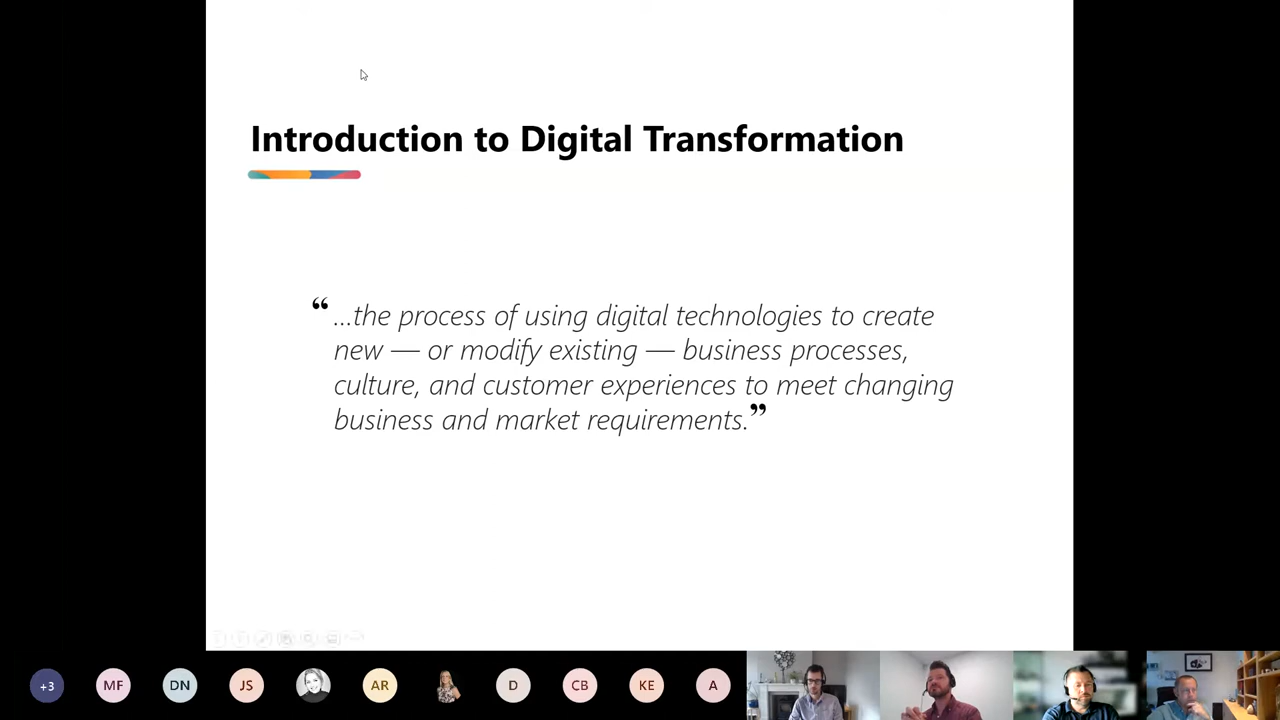 Introduction to Digital Transformation
“ ...the process of using digital technologies to create
new — or modify existing — business processes,
culture, and customer experiences to meet changing
business and market requirements.”
+3 MF DN JS AR D CB KE A